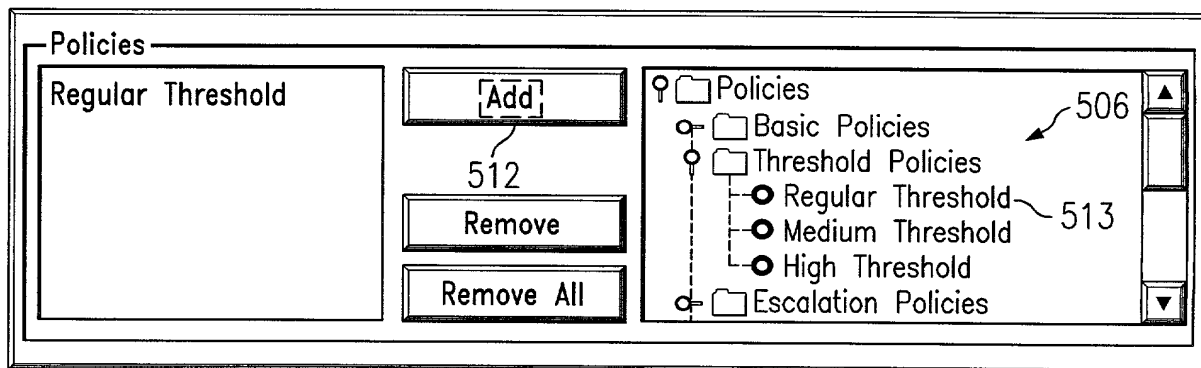 Policies
Regular Threshold
Add
512
Remove
Remove All
Policies
Basic Policies
Threshold Policies
Regular Threshold
Medium Threshold
High Threshold
Escalation Policies
506
513